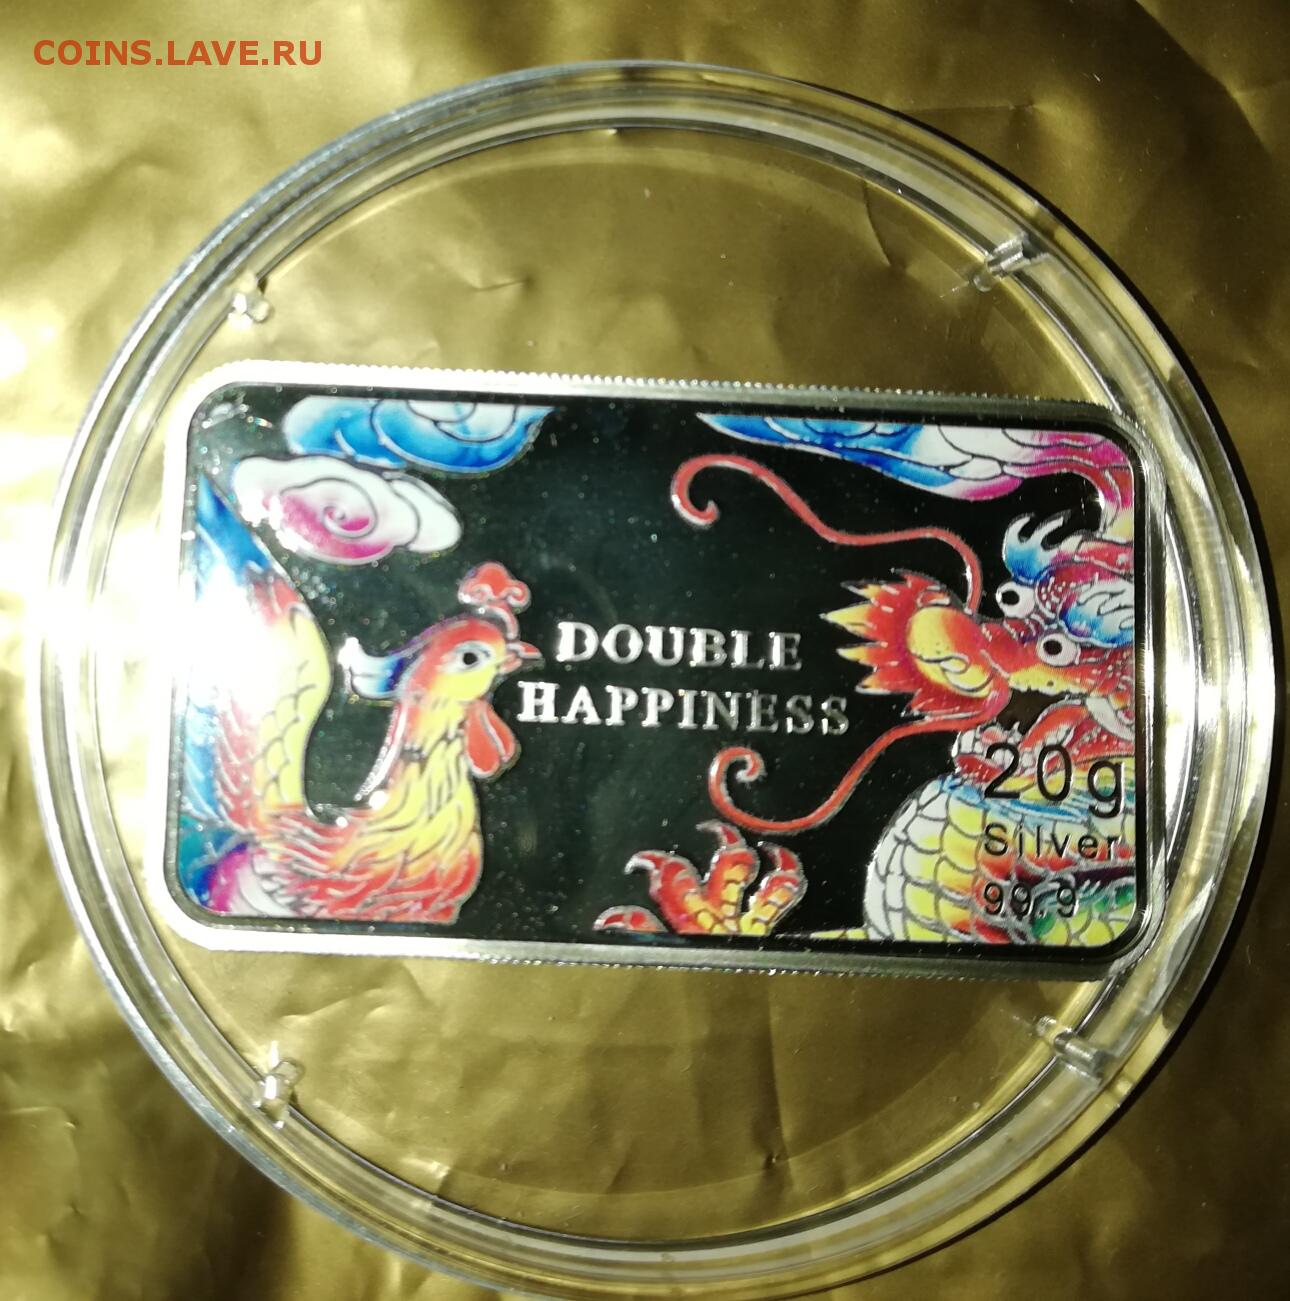 COINS.LAVE.RU
DOUBLE
HAPPINESS
20g
Silver
99.9